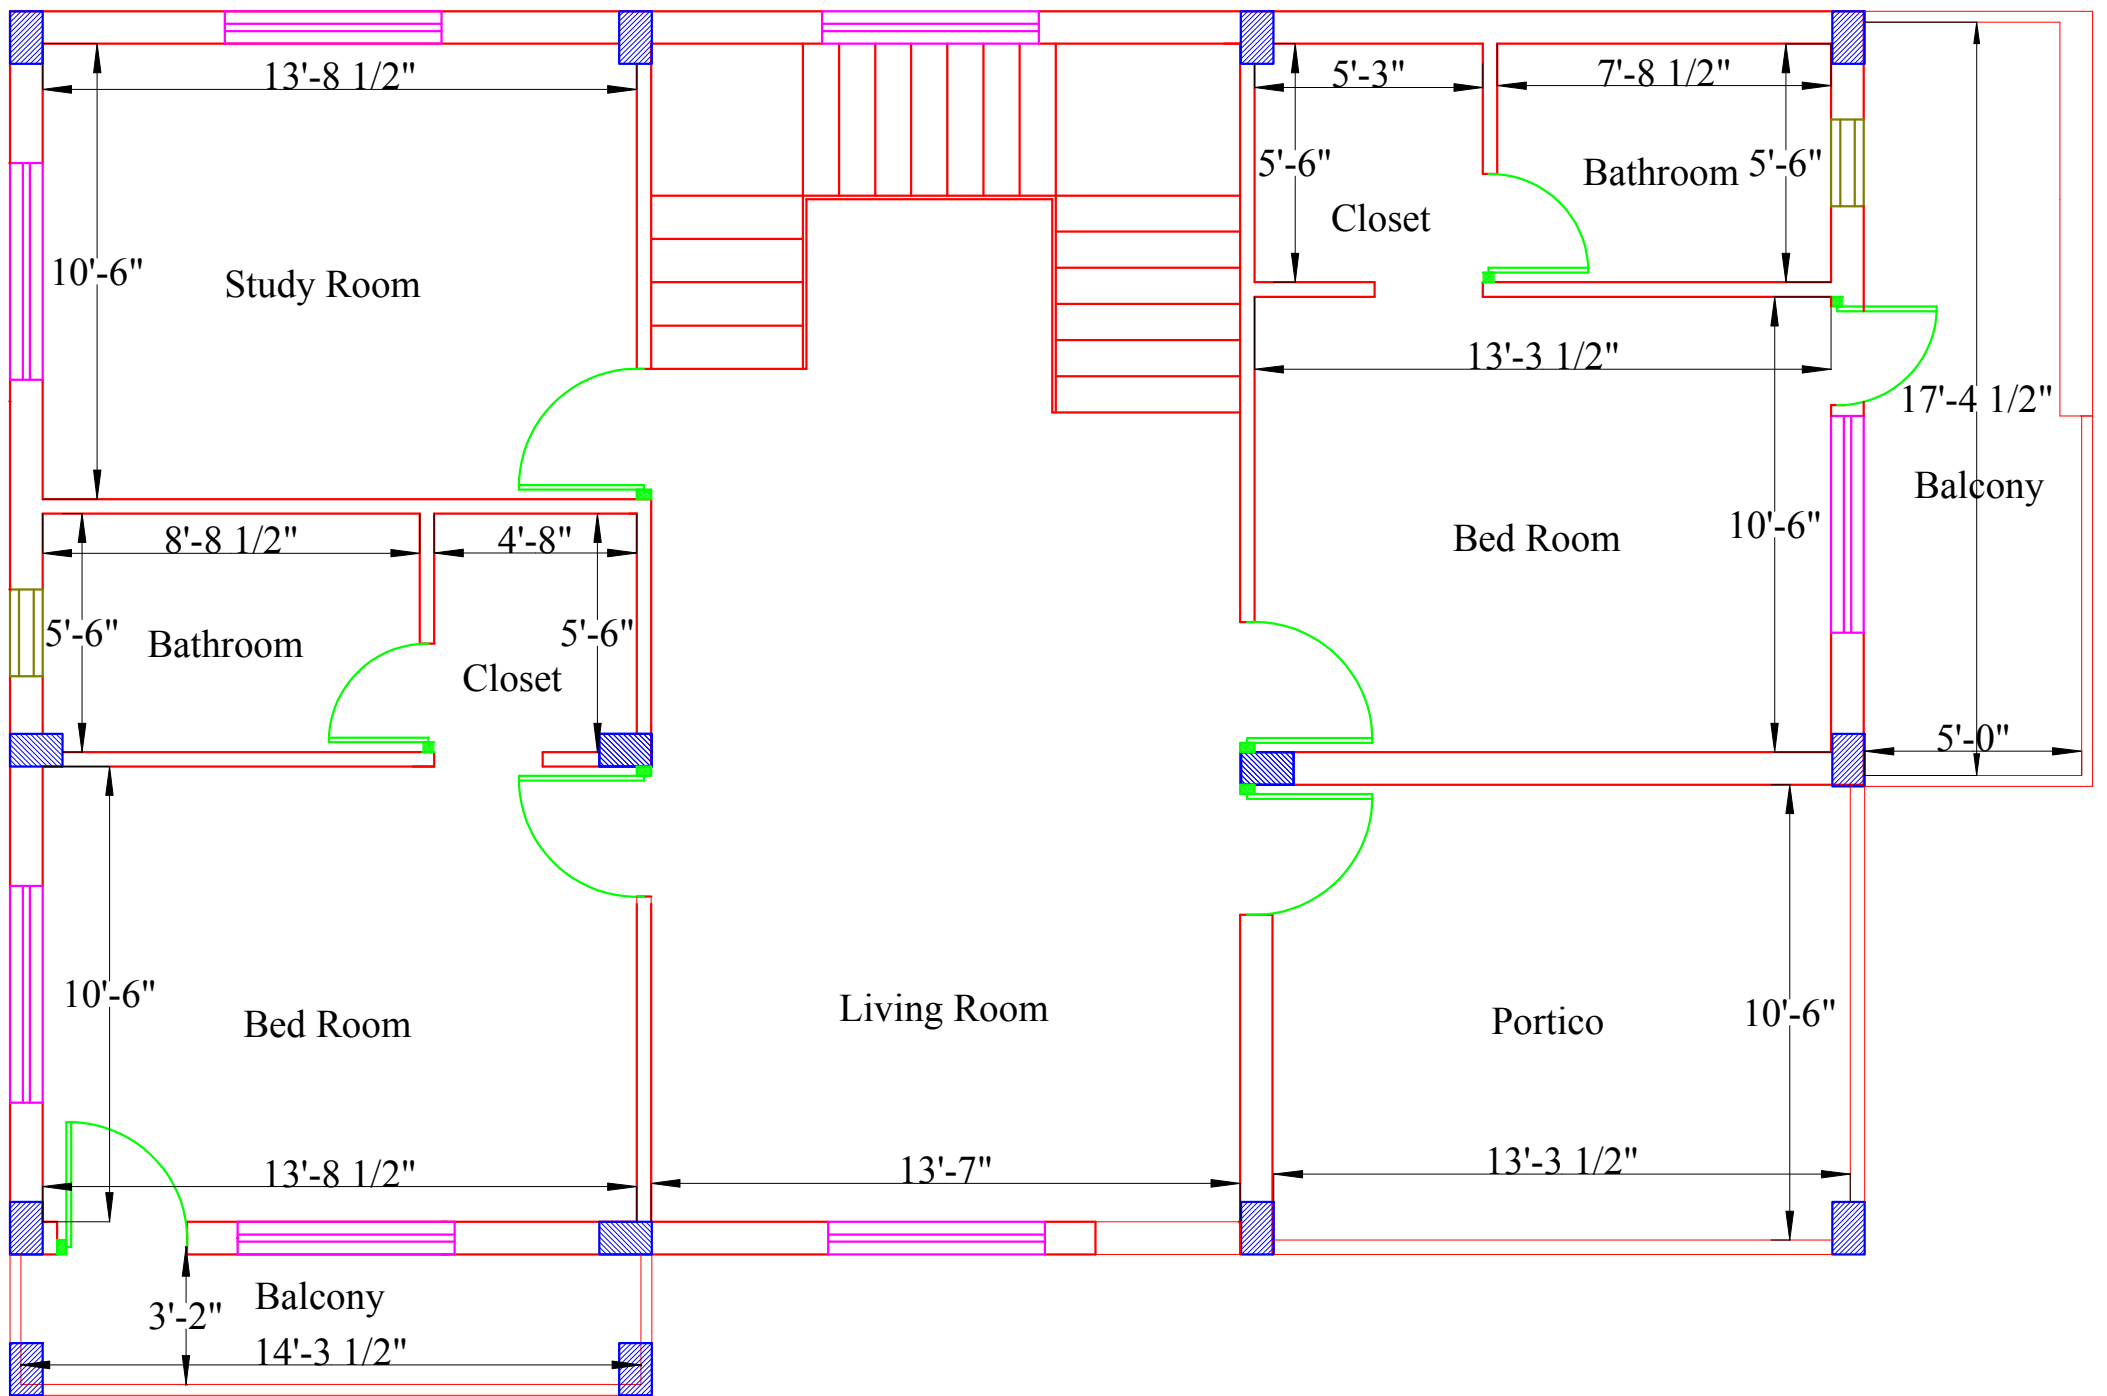 13'-8 1/2"
5'-3"
7'-8 1/2"
5'-6"
Bathroom
5'-6"
Closet
10'-6"
Study Room
13'-3 1/2"
17'-4 1/2"
Balcony
8'-8 1/2"
4'-8"
Bed Room
10'-6"
5'-6"
Bathroom
5'-6"
Closet
5'-0"
10'-6"
Bed Room
Living Room
Portico
10'-6"
13'-8 1/2"
13'-7"
13'-3 1/2"
Balcony
3'-2"
14'-3 1/2"